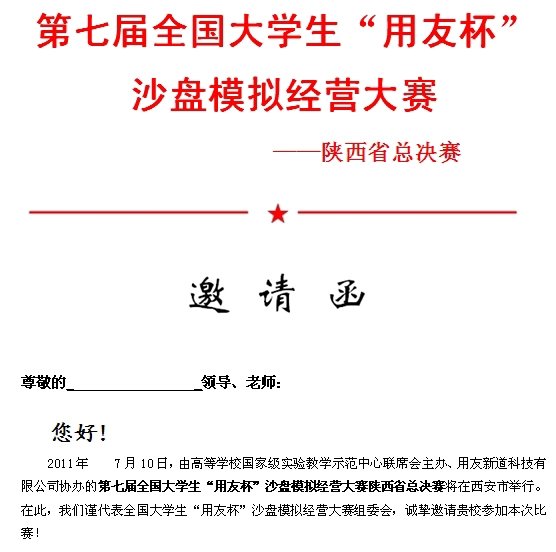 第七届全国大学生“用友杯”
沙盘模拟经营大赛
——陕西省总决赛
邀请函
尊敬的_________________领导、老师：
您好！
2011年　　7月10日，由高等学校国家级实验教学示范中心联席会主办、用友新道科技有
限公司协办的第七届全国大学生“用友杯”沙盘模拟经营大赛陕西省总决赛将在西安市举行。
在此，我们谨代表全国大学生“用友杯”沙盘模拟经营大赛组委会，诚挚邀请贵校参加本次比
赛！